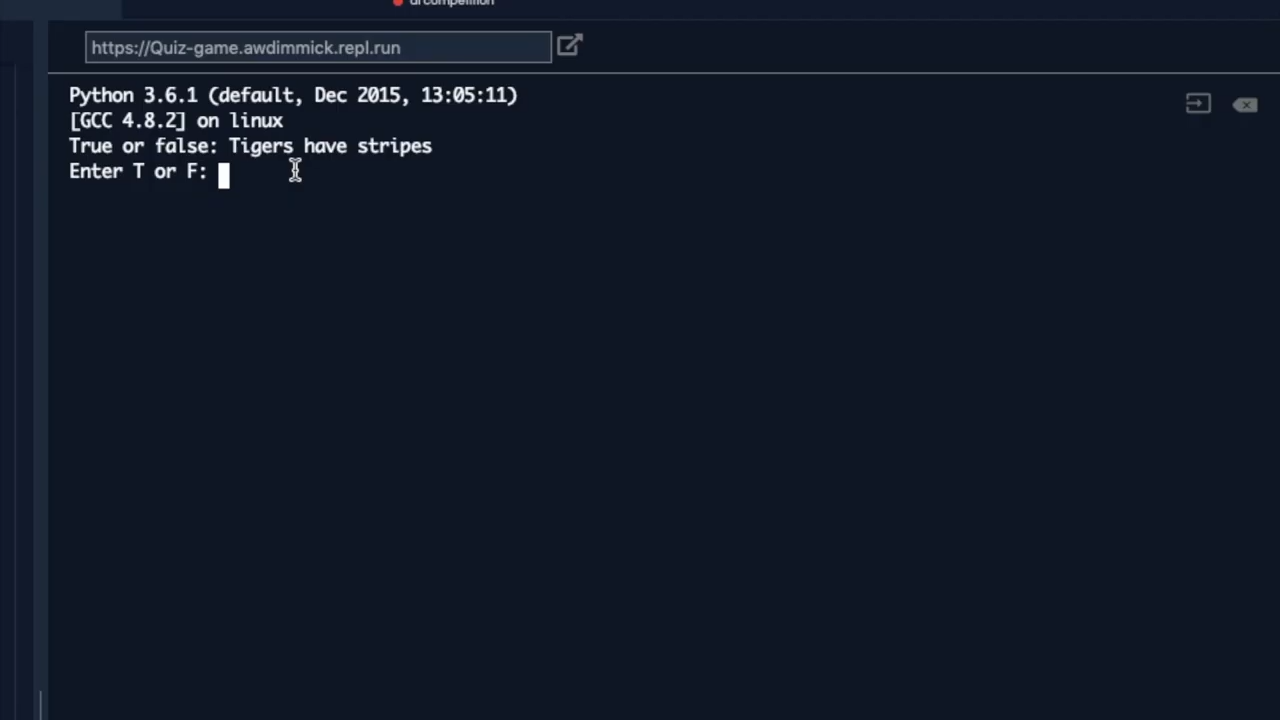 https://Quiz-game.awdimmick.repl.run
Python 3.6.1 (default, Dec 2015, 13:05:11)
[GCC 4.8.2] on linux
True or false: Tigers have stripes
Enter T or F: